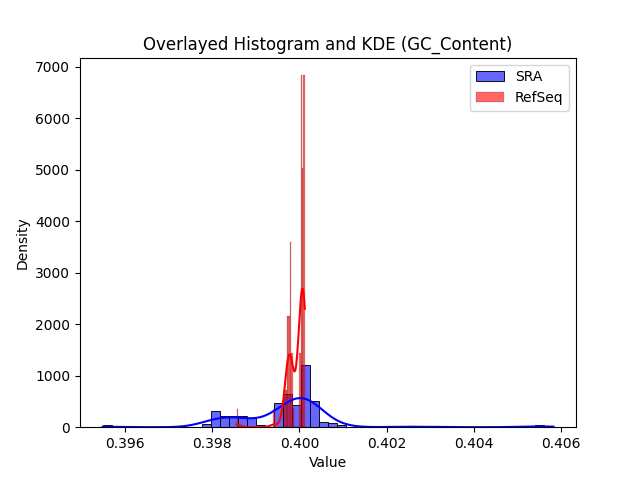 Overlayed Histogram and KDE (GC_Content)
SRA
RefSeq
7000
6000
5000
4000
3000
2000
1000
0
Density
0.396 0.398 0.400 0.402 0.404 0.406
Value